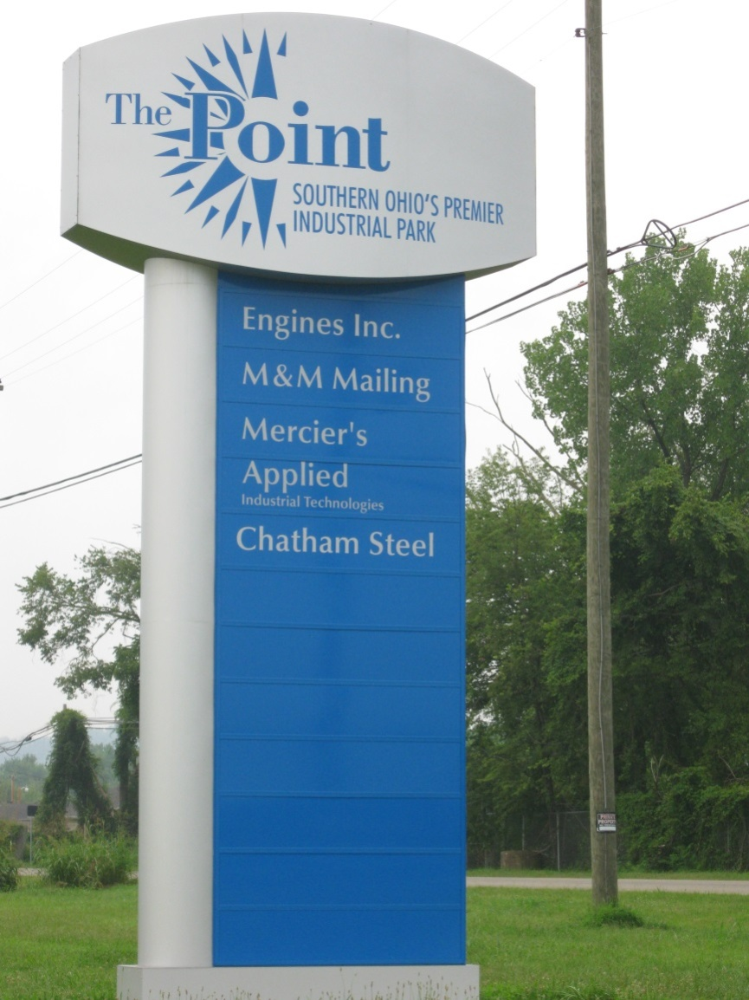 The Point
SOUTHERN OHIO'S PREMIER
INDUSTRIAL PARK
Engines Inc.
M&M Mailing
Mercier's
Applied
Industrial Technologies
Chatham Steel